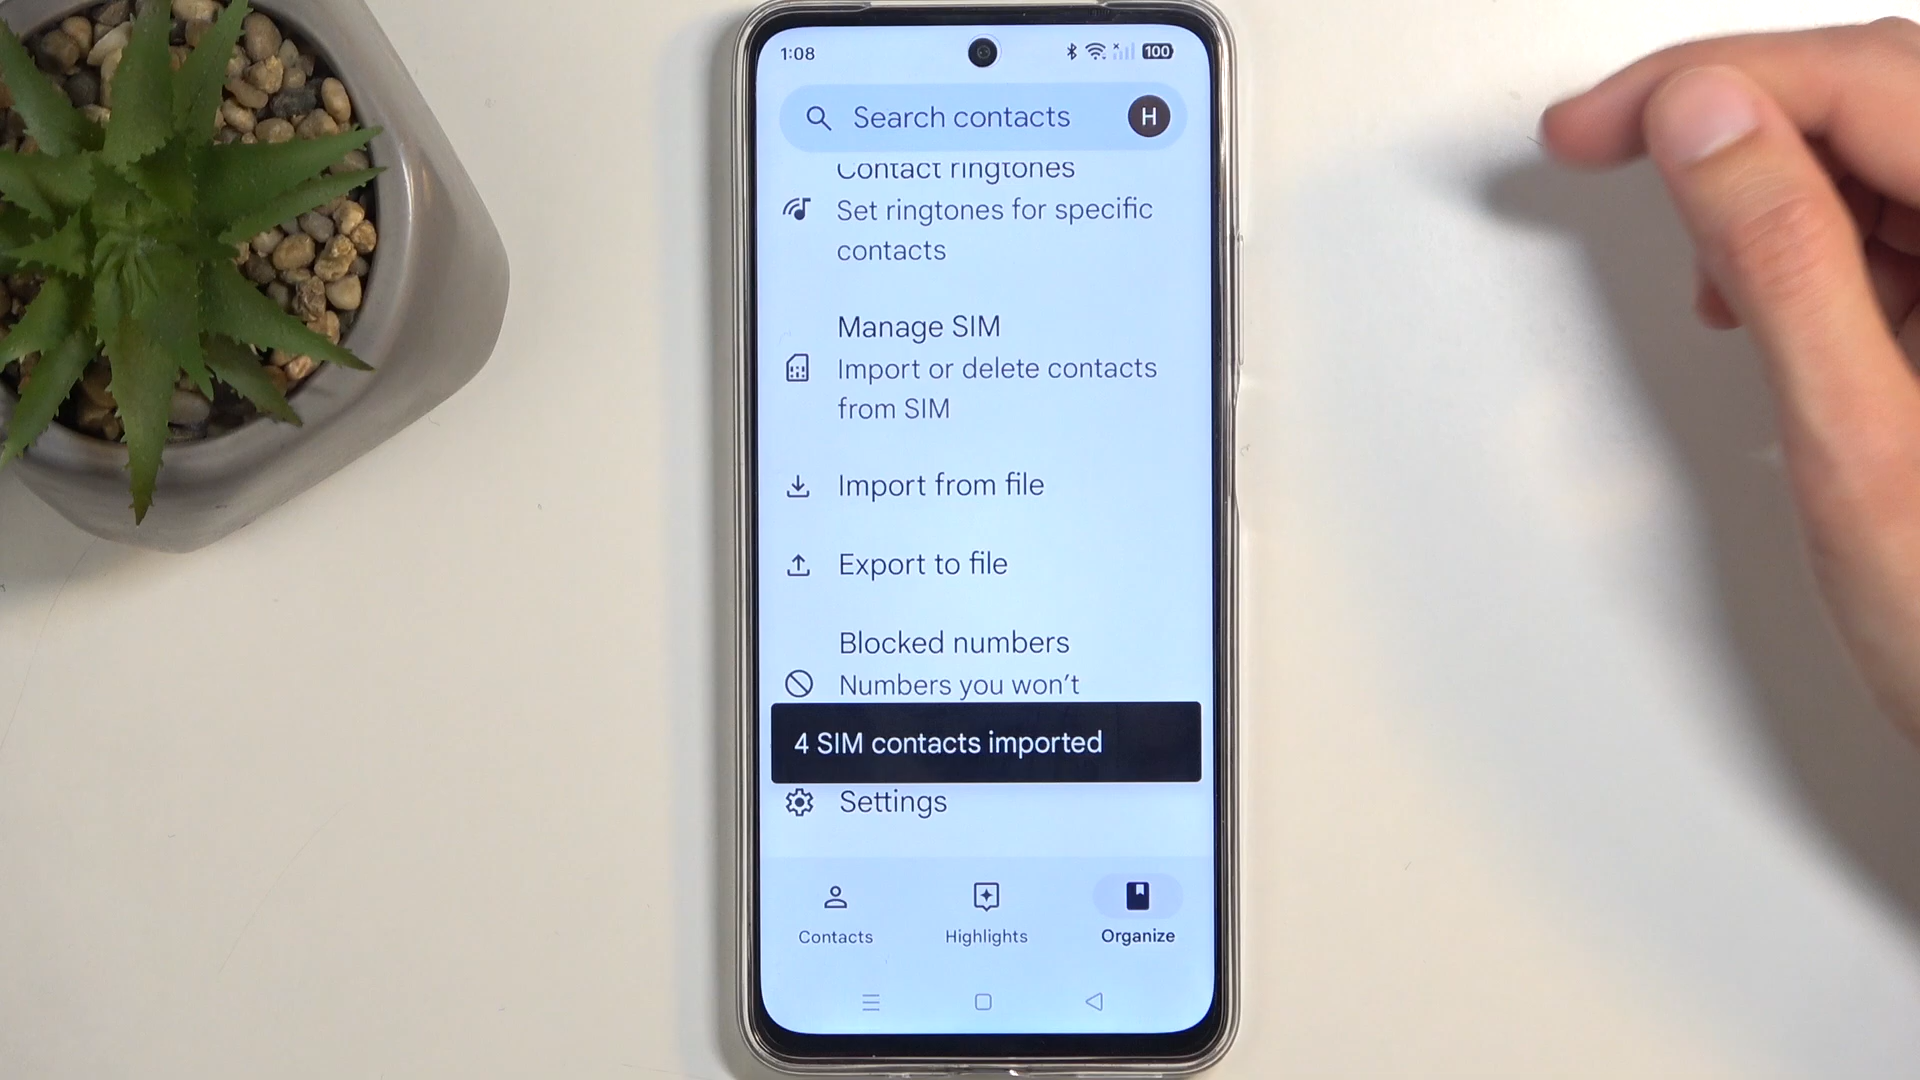 1:08
100
Search contacts
H
Contact ringtones
Set ringtones for specific
contacts
Manage SIM
Import or delete contacts
from SIM
Import from file
Export to file
Blocked numbers
Numbers you won't
4 SIM contacts imported
Settings
Contacts
Highlights
Organize